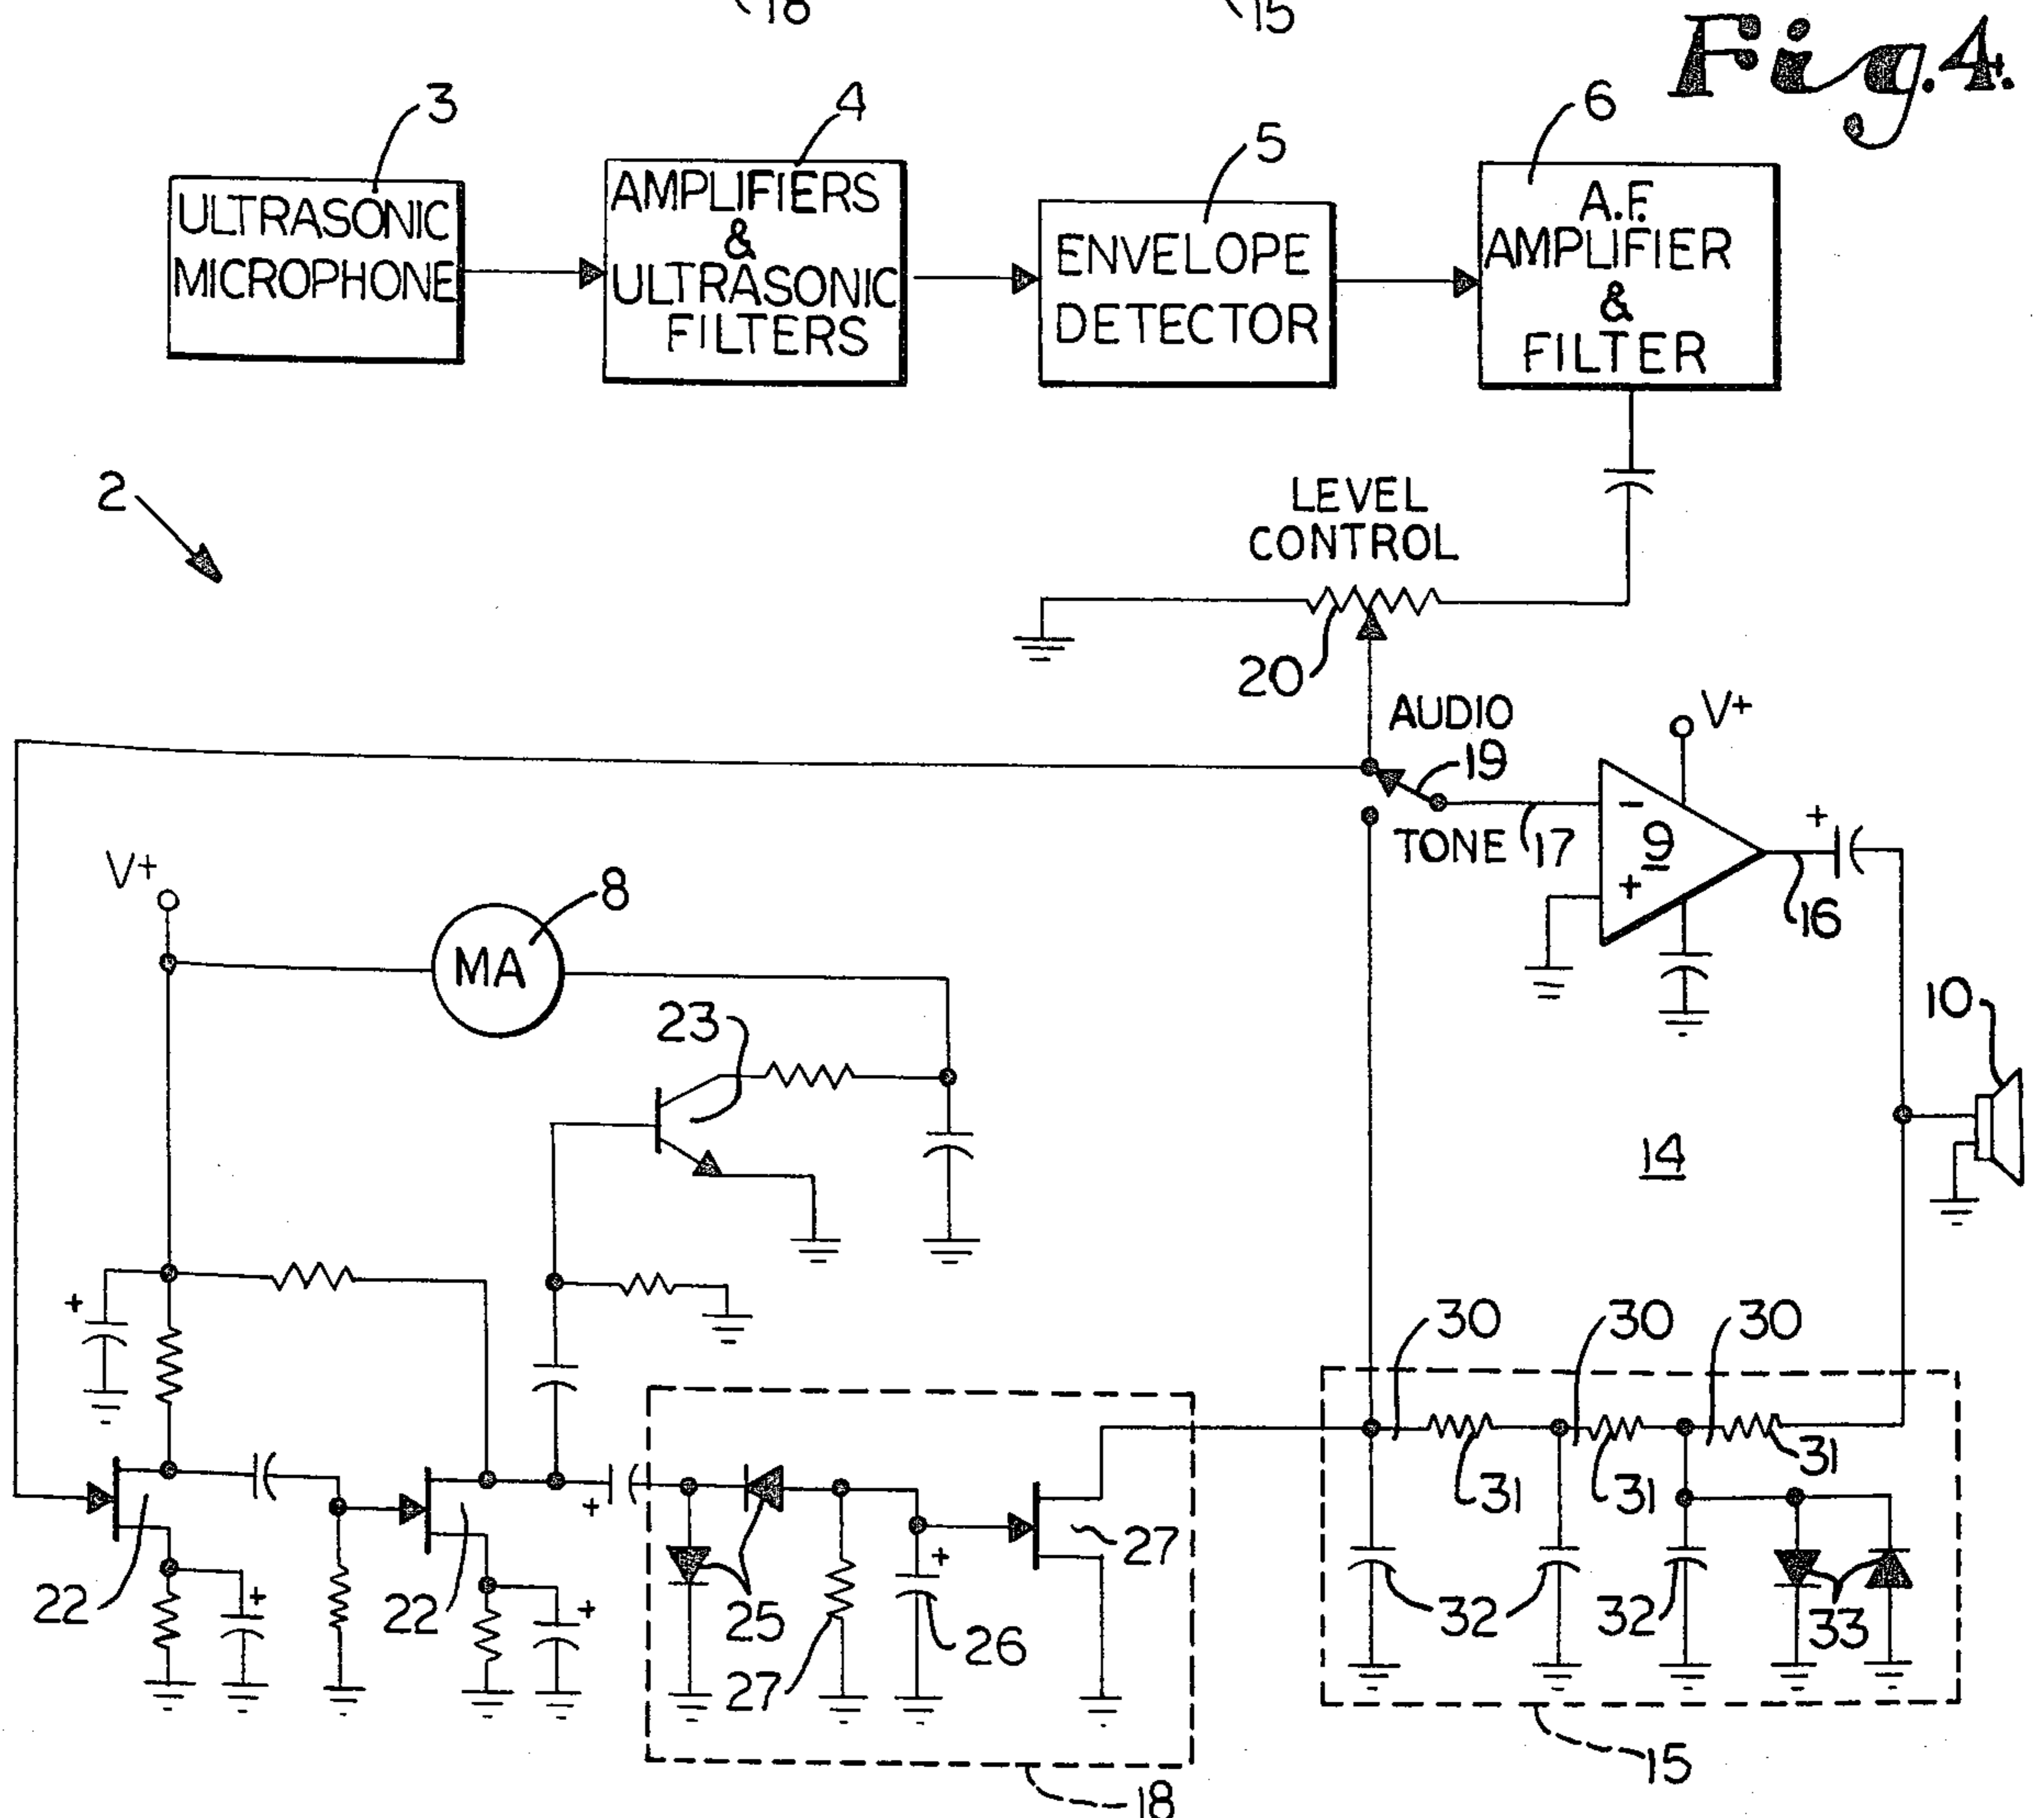 18
15
Fig. 4.
3
4
5
6
ULTRASONIC
MICROPHONE
AMPLIFIERS
&
ULTRASONIC
FILTERS
ENVELOPE
DETECTOR
A.F.
AMPLIFIER
&
FILTER
2
LEVEL
CONTROL
20
AUDIO
19
V+
TONE
17
9
-
+
+
16
V+
8
MA
23
10
14
+
30
30
30
31
31
31
22
+
22
+
+
25
27
+
26
27
32
32
33
18
15